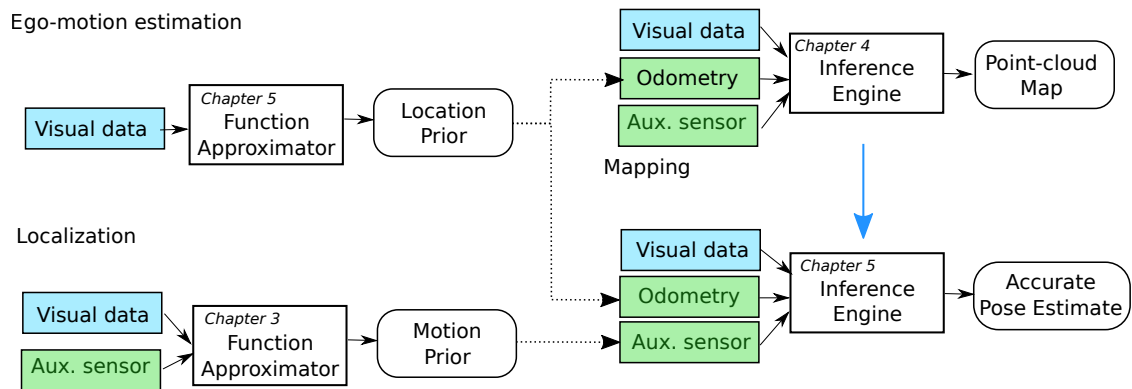 Ego-motion estimation
Visual data
Chapter 5
Function
Approximator
Location
Prior
Visual data
Odometry
Aux. sensor
Chapter 4
Inference
Engine
Point-cloud
Map
Mapping
Localization
Visual data
Aux. sensor
Chapter 3
Function
Approximator
Motion
Prior
Visual data
Odometry
Aux. sensor
Chapter 5
Inference
Engine
Accurate
Pose Estimate